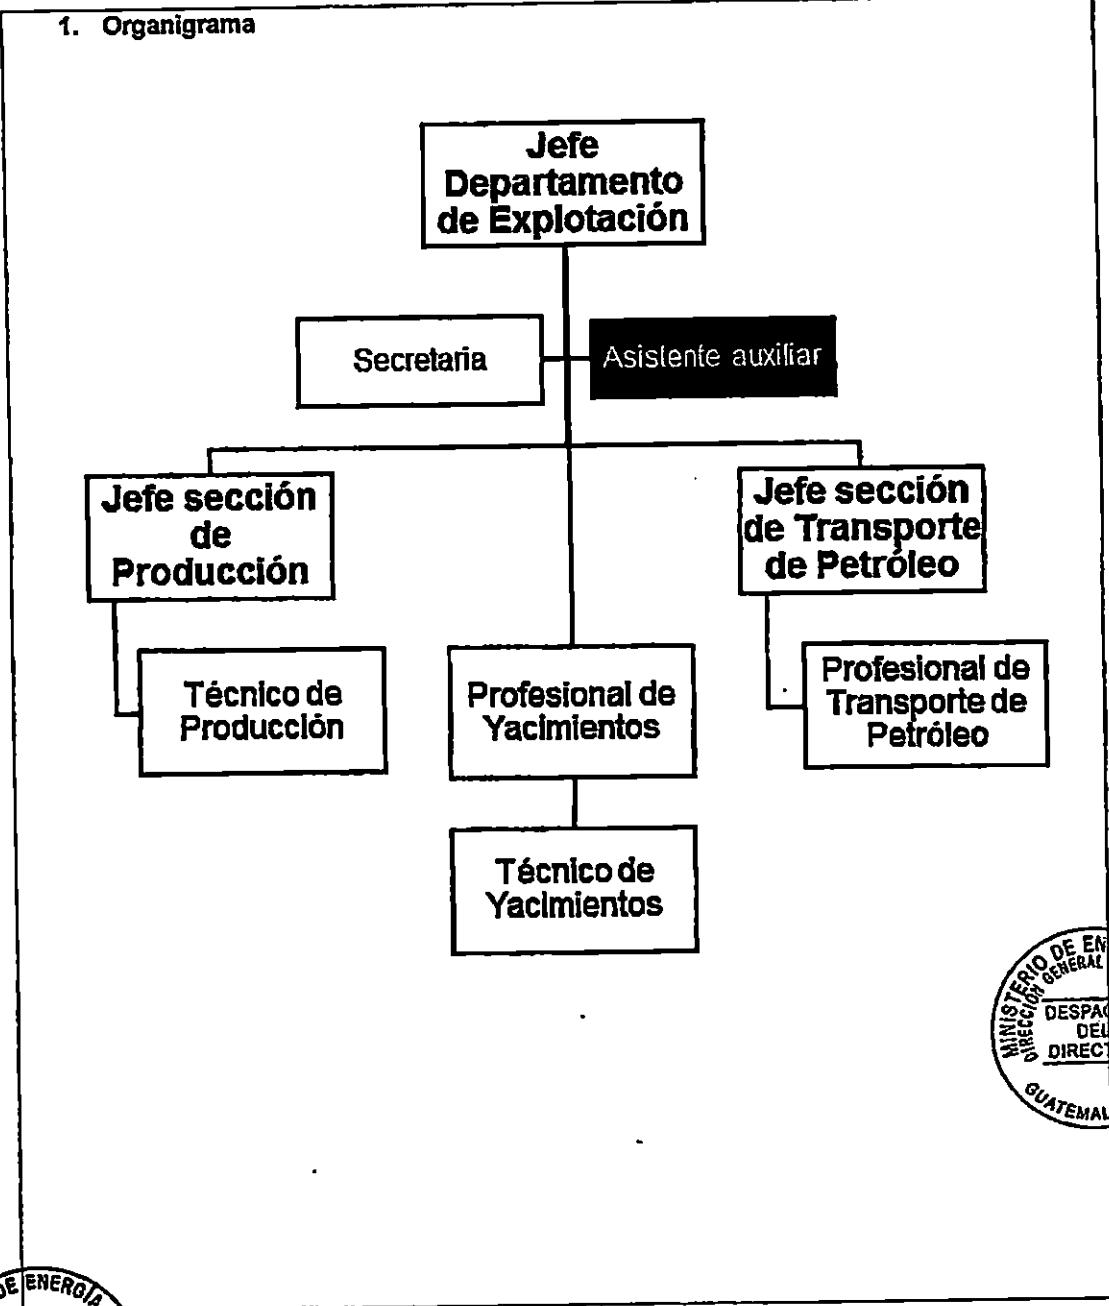 1. Organigrama
Jefe
Departamento
de Explotación
Secretaria
Asistente auxiliar
Jefe sección
de
Producción
Jefe sección
de Transporte
de Petróleo
Técnico de
Producción
Profesional de
Yacimientos
Profesional de
Transporte de
Petróleo
Técnico de
Yacimientos
MINISTERIO DE EN
DIRECCIÓN GENERAL
DESPAC
DEL
DIRECT
GUATEMAL
DE ENERGÍA